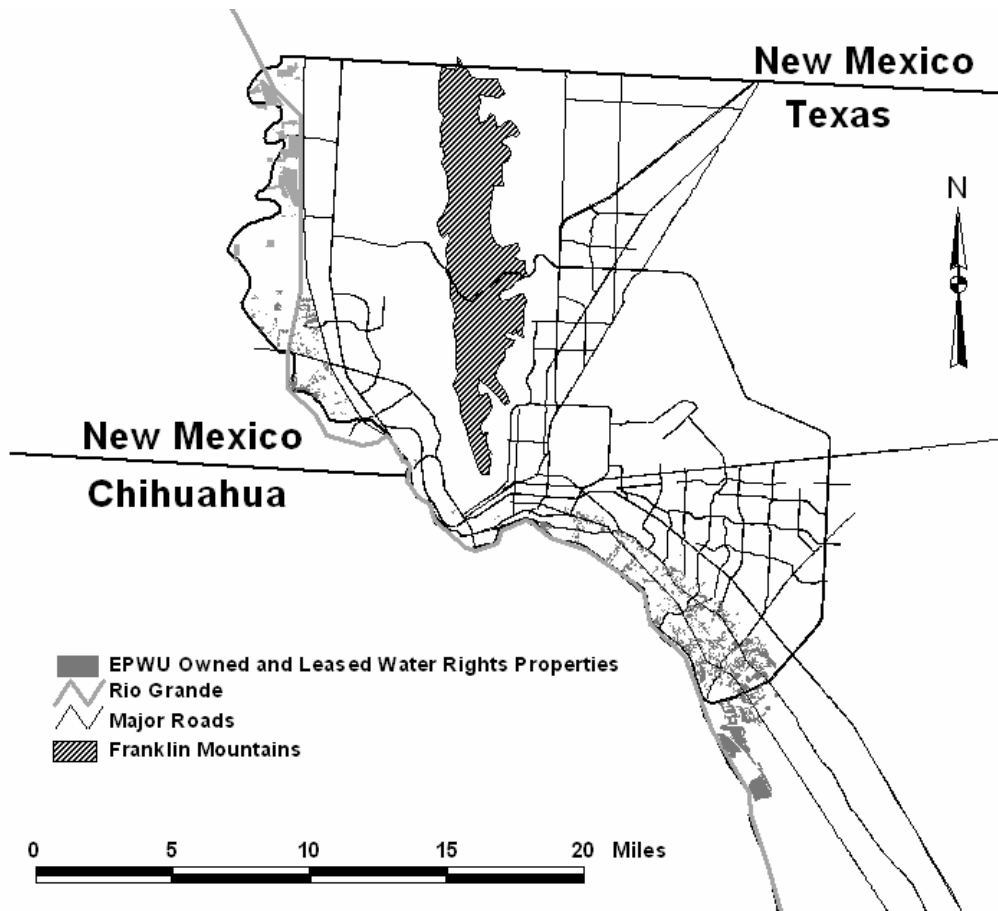 New Mexico
Texas
N
New Mexico
Chihuahua
EPWU Owned and Leased Water Rights Properties
Rio Grande
Major Roads
Franklin Mountains
0 5 10 15 20 Miles